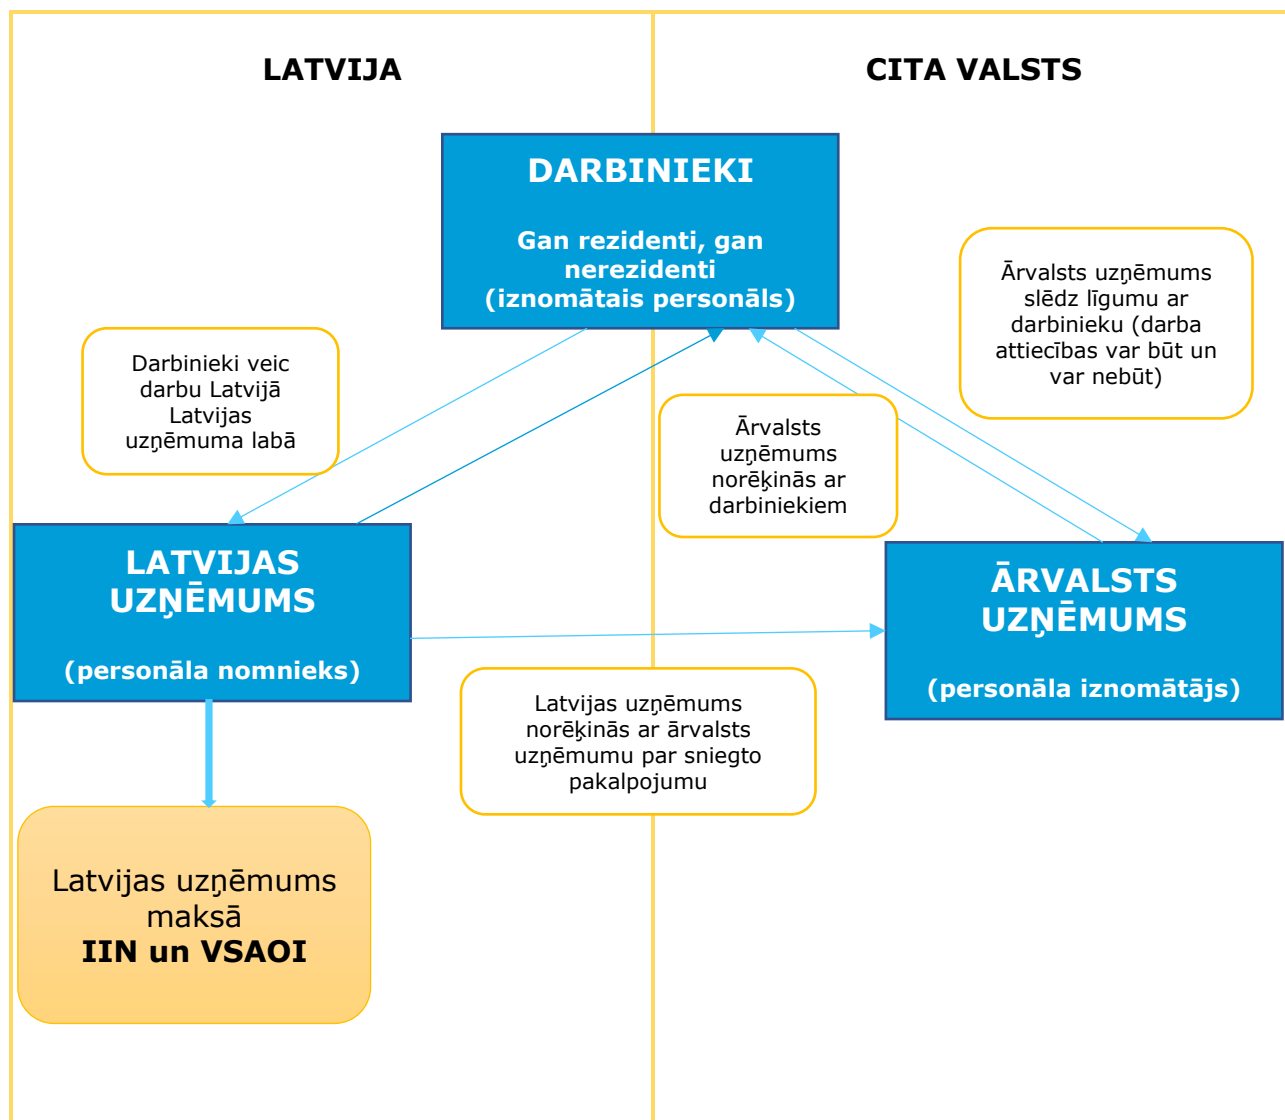 LATVIJA
CITA VALSTS
DARBINIEKI
Gan rezidenti, gan
nerezidenti
(iznomātais personāls)
Ārvalsts uzņēmums
slēdz līgumu ar
darbinieku (darba
attiecības var būt un
var nebūt)
Darbinieki veic
darbu Latvijā
Latvijas
uzņēmuma labā
Ārvalsts
uzņēmums
norēķinās ar
darbiniekiem
LATVIJAS
UZŅĒMUMS
(personāla nomnieks)
ĀRVALSTS
UZŅĒMUMS
(personāla iznomātājs)
Latvijas uzņēmums
norēķinās ar ārvalsts
uzņēmumu par sniegto
pakalpojumu
Latvijas uzņēmums
maksā
IIN un VSAOI